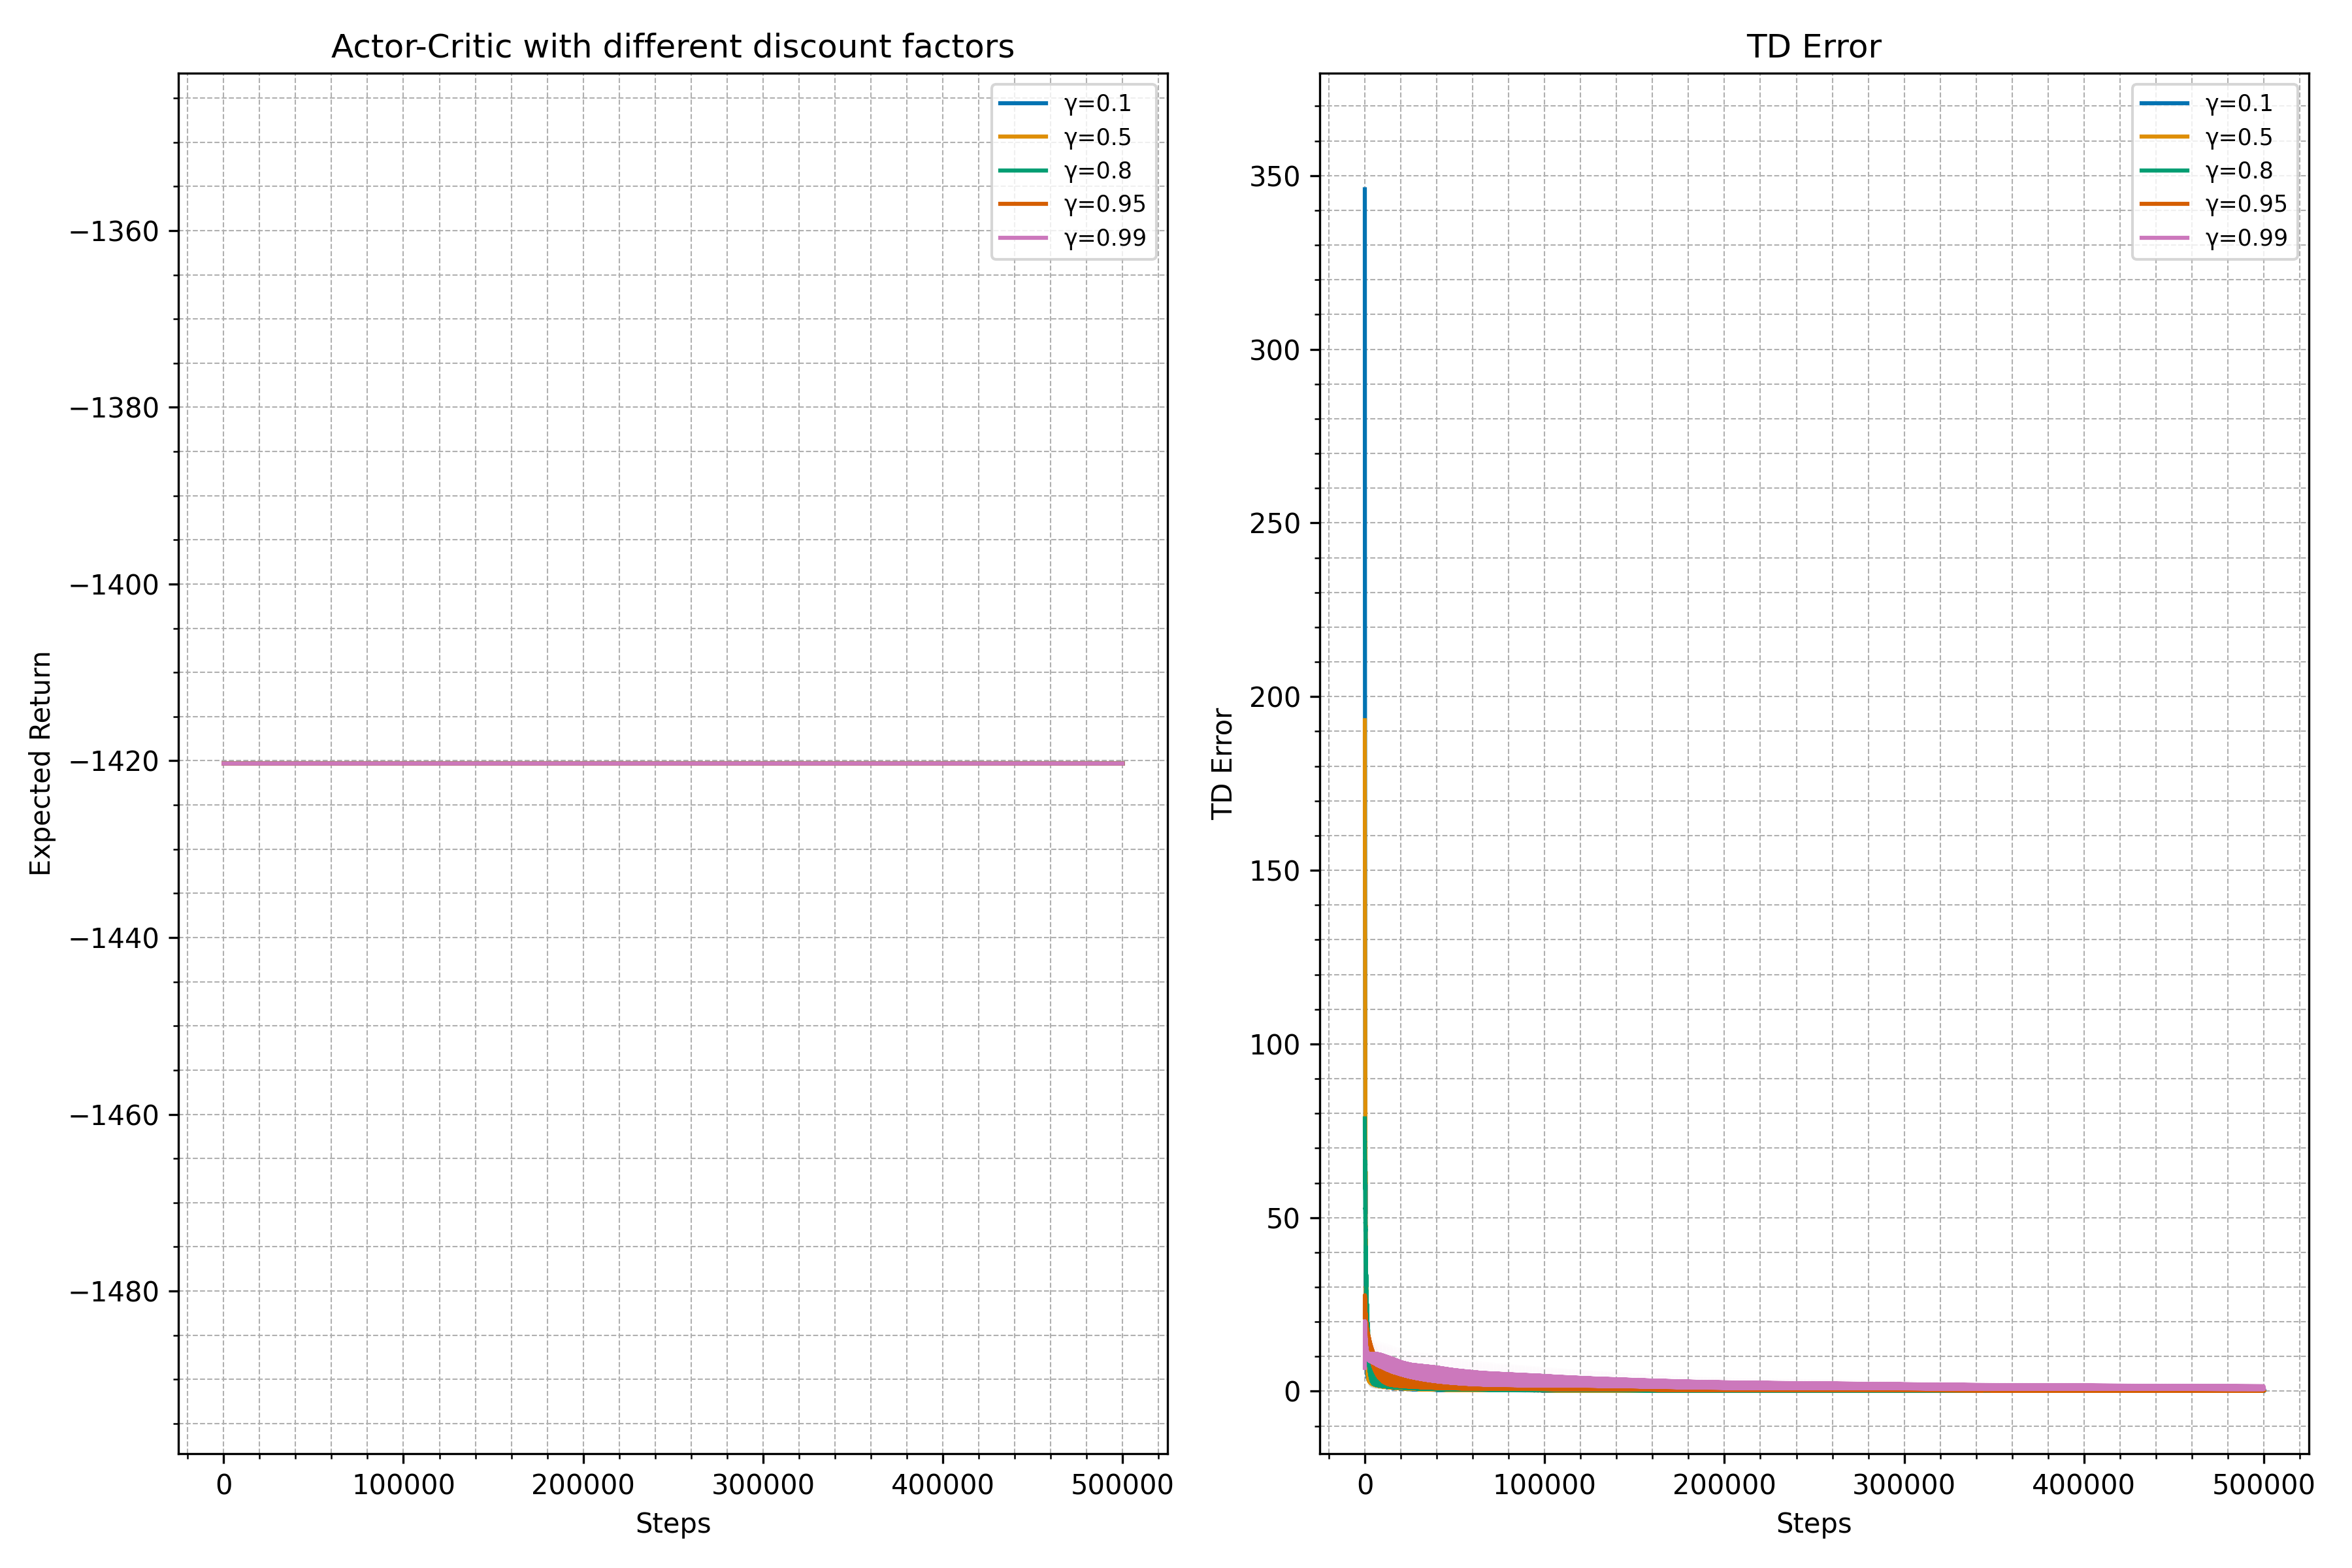 Actor-Critic with different discount factors
γ=0.1
γ=0.5
γ=0.8
γ=0.95
γ=0.99
−1360
−1380
−1400
−1420
−1440
−1460
−1480
Expected Return
0 100000 200000 300000 400000 500000
Steps
TD Error
γ=0.1
γ=0.5
γ=0.8
γ=0.95
γ=0.99
350
300
250
200
150
100
50
0
TD Error
0 100000 200000 300000 400000 500000
Steps